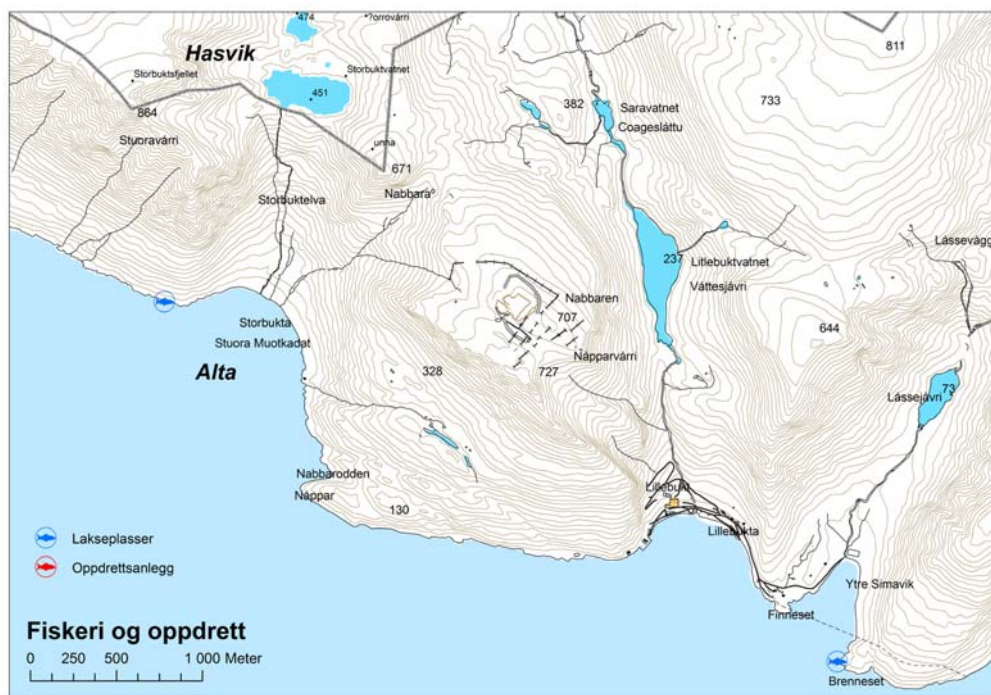 474
Hasvik
811
Storbuktsfjellet
Storbuktvatnet
451
382
Saravatnet
733
Coagesláttu
864
Stuoravárri
unna
671
Storbuktelva
Nabbara
Lássevágg
237
Litlebuktvatnet
Váttesjávri
Nabbaren
707
644
Storbukta
Stuora Muotkadat
Nápparvárri
Alta
328
727
73
Lássejávri
Nabbarodden
Náppar
130
Lillebukt
Lillebukta
Lakseplasser
Oppdrettsanlegg
Ytre Simavik
Finneset
Brenneset
Fiskeri og oppdrett
0 250 500 1 000 Meter